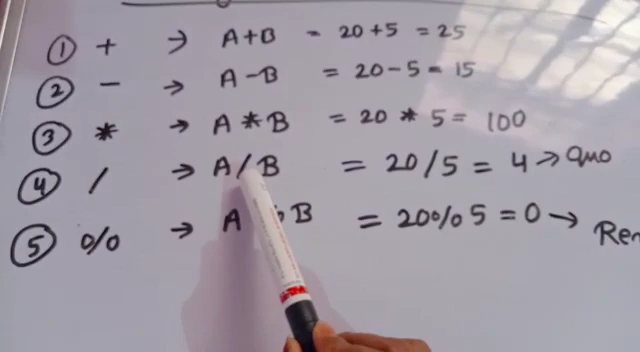 ① + → A+B = 20+5 = 25
② - → A-B = 20-5 = 15
③ * → A * B = 20 * 5 = 100
④ / → A/B = 20/5 = 4 → Quo
⑤ % → A B = 20%5 = 0 → Rem